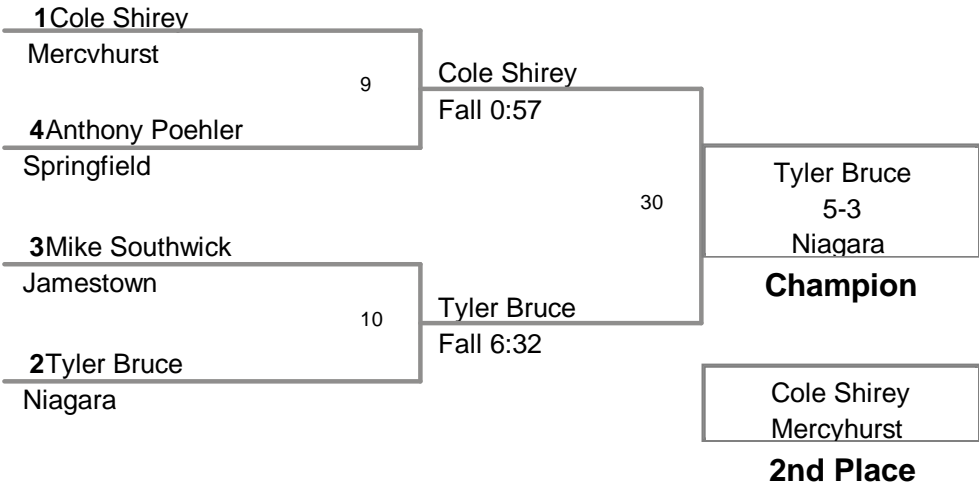 1Cole Shirey
Mercyhurst
9
4Anthony Poehler
Springfield
Cole Shirey
Fall 0:57
30
3Mike Southwick
Jamestown
10
2Tyler Bruce
Niagara
Tyler Bruce
Fall 6:32
Tyler Bruce
5-3
Niagara
Champion
Cole Shirey
Mercyhurst
2nd Place